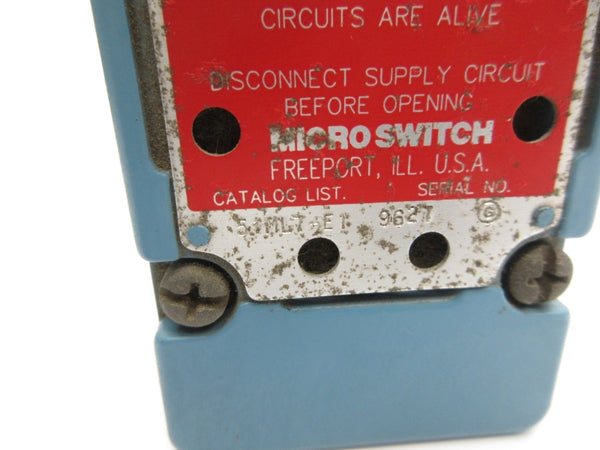 CIRCUITS ARE ALIVE
DISCONNECT SUPPLY CIRCUIT
BEFORE OPENING
MICRO SWITCH
FREEPORT, ILL. U.S.A.
CATALOG LIST. SERIAL NO.
9627